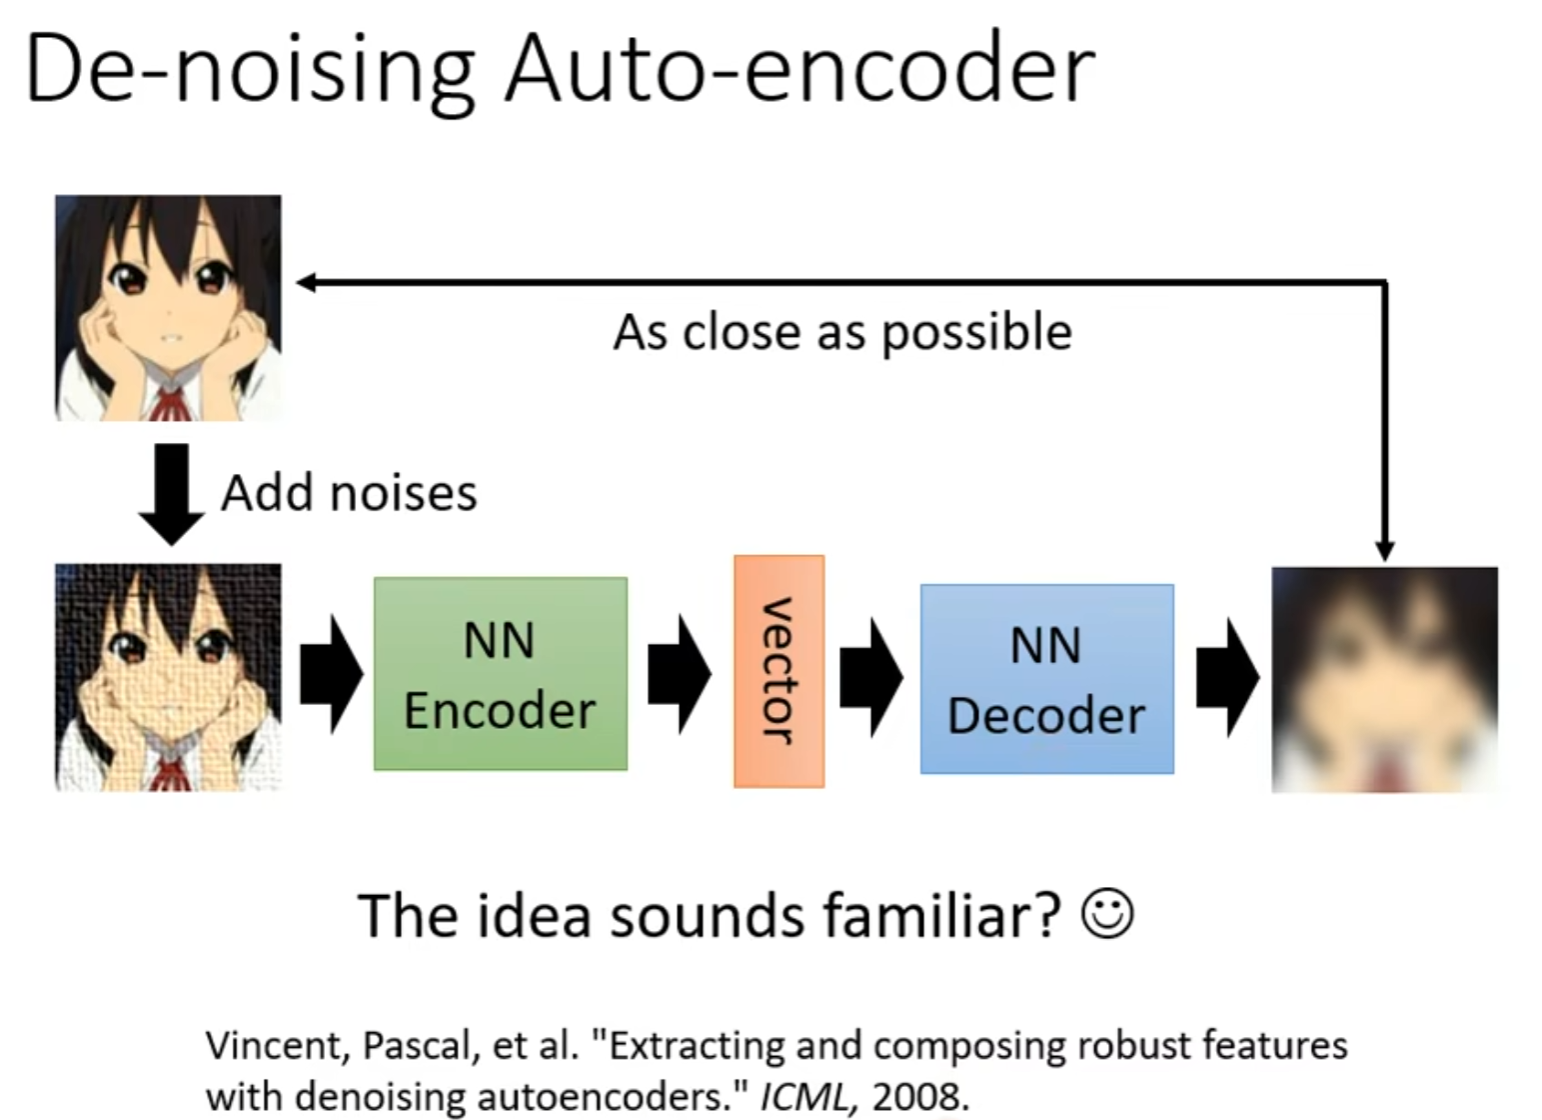 De-noising Auto-encoder
As close as possible
Add noises
NN
Encoder
vector
NN
Decoder
The idea sounds familiar? ☺
Vincent, Pascal, et al. "Extracting and composing robust features
with denoising autoencoders." ICML, 2008.